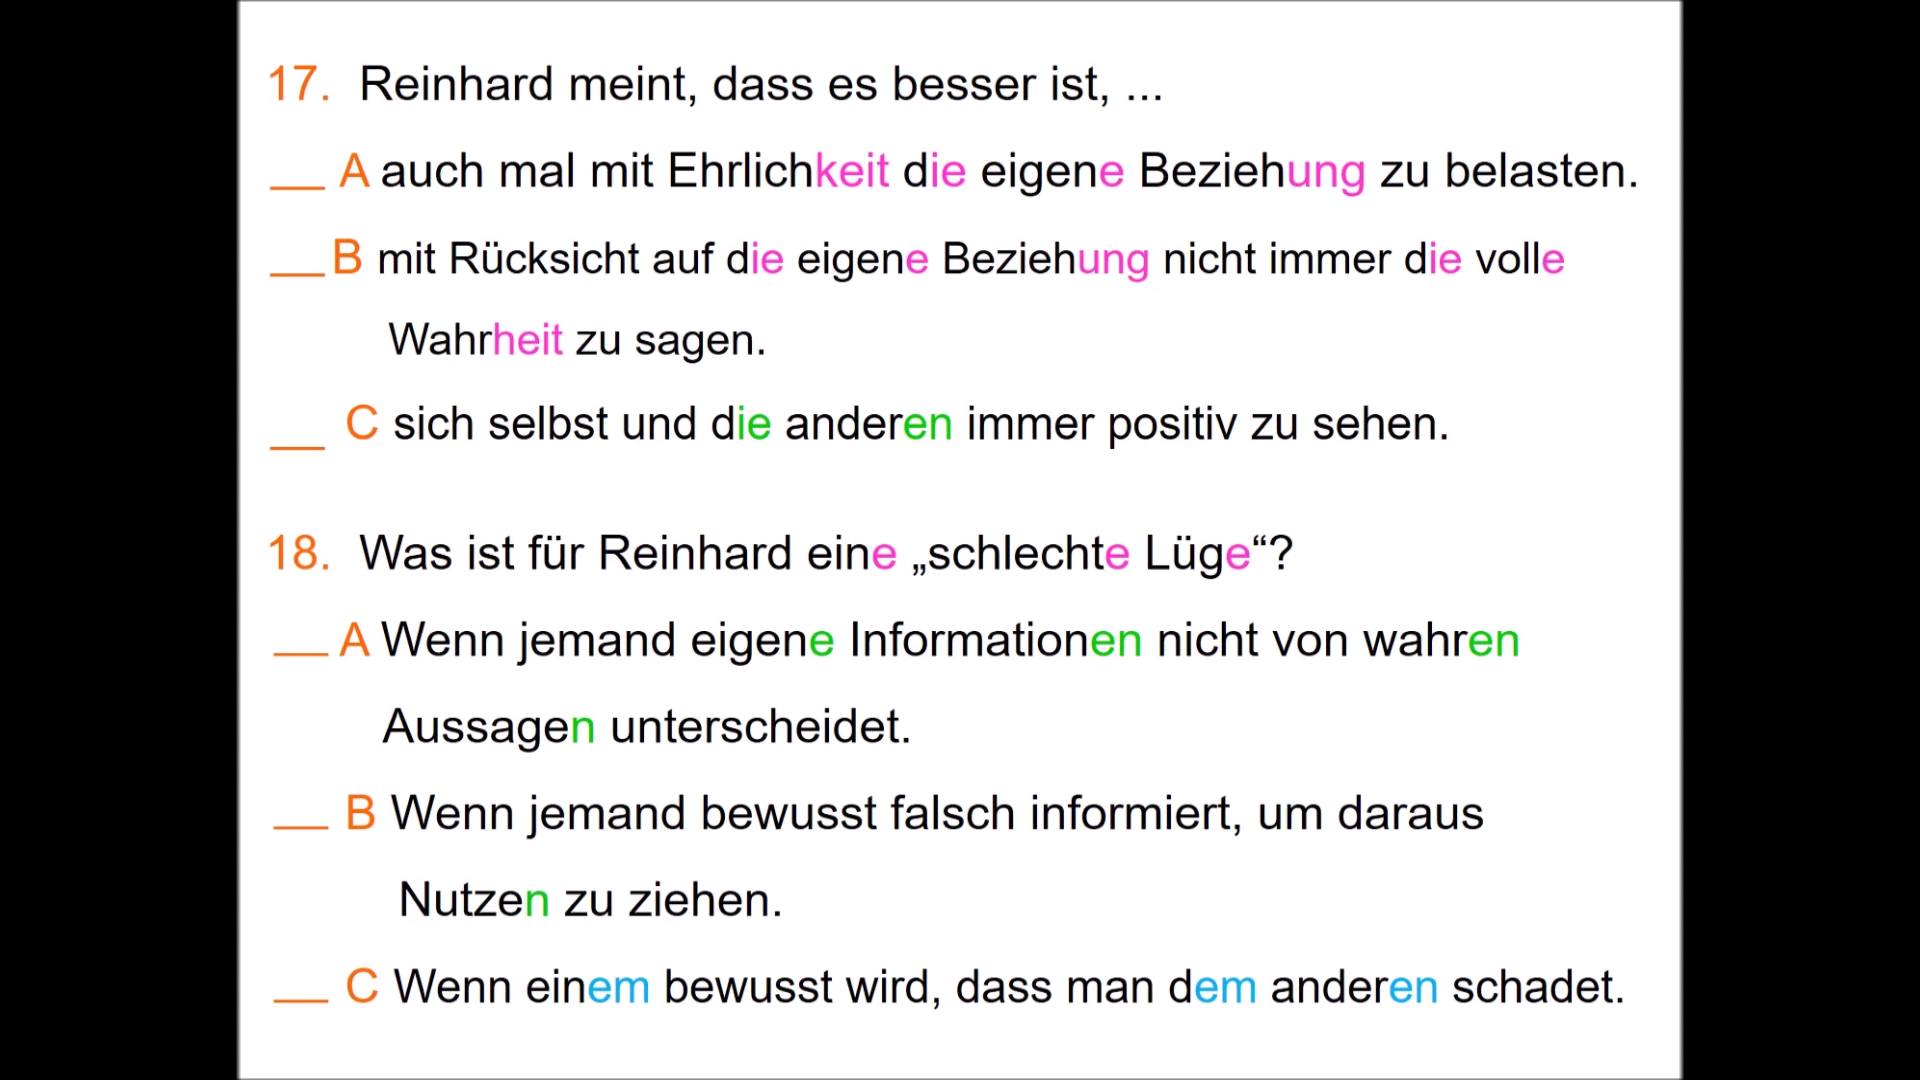 17. Reinhard meint, dass es besser ist, ...
__ A auch mal mit Ehrlichkeit die eigene Beziehung zu belasten.
__ B mit Rücksicht auf die eigene Beziehung nicht immer die volle
Wahrheit zu sagen.
__ C sich selbst und die anderen immer positiv zu sehen.
18. Was ist für Reinhard eine „schlechte Lüge“?
__ A Wenn jemand eigene Informationen nicht von wahren
Aussagen unterscheidet.
__ B Wenn jemand bewusst falsch informiert, um daraus
Nutzen zu ziehen.
__ C Wenn einem bewusst wird, dass man dem anderen schadet.